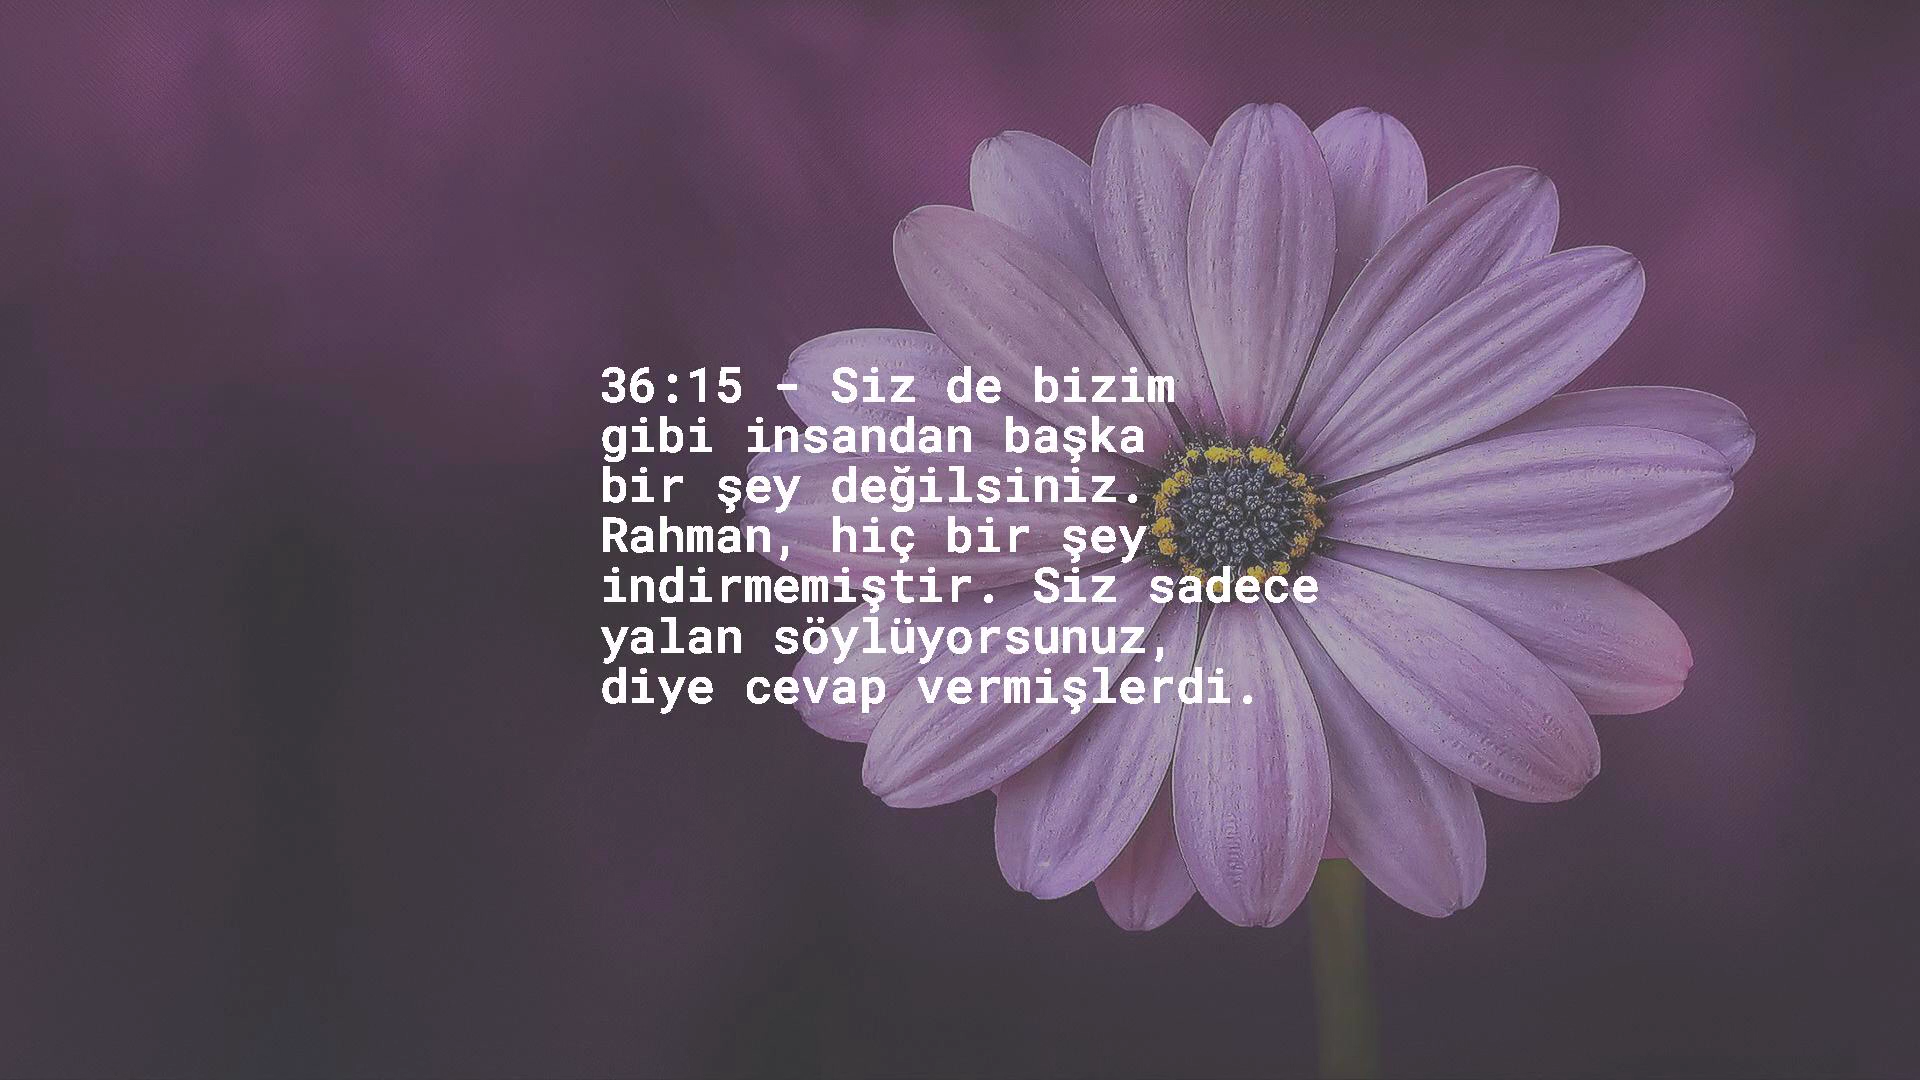 36:15 - Siz de bizim
gibi insandan başka
bir şey değilsiniz.
Rahman, hiç bir şey
indirmemiştir. Siz sadece
yalan söylüyorsunuz,
diye cevap vermişlerdi.